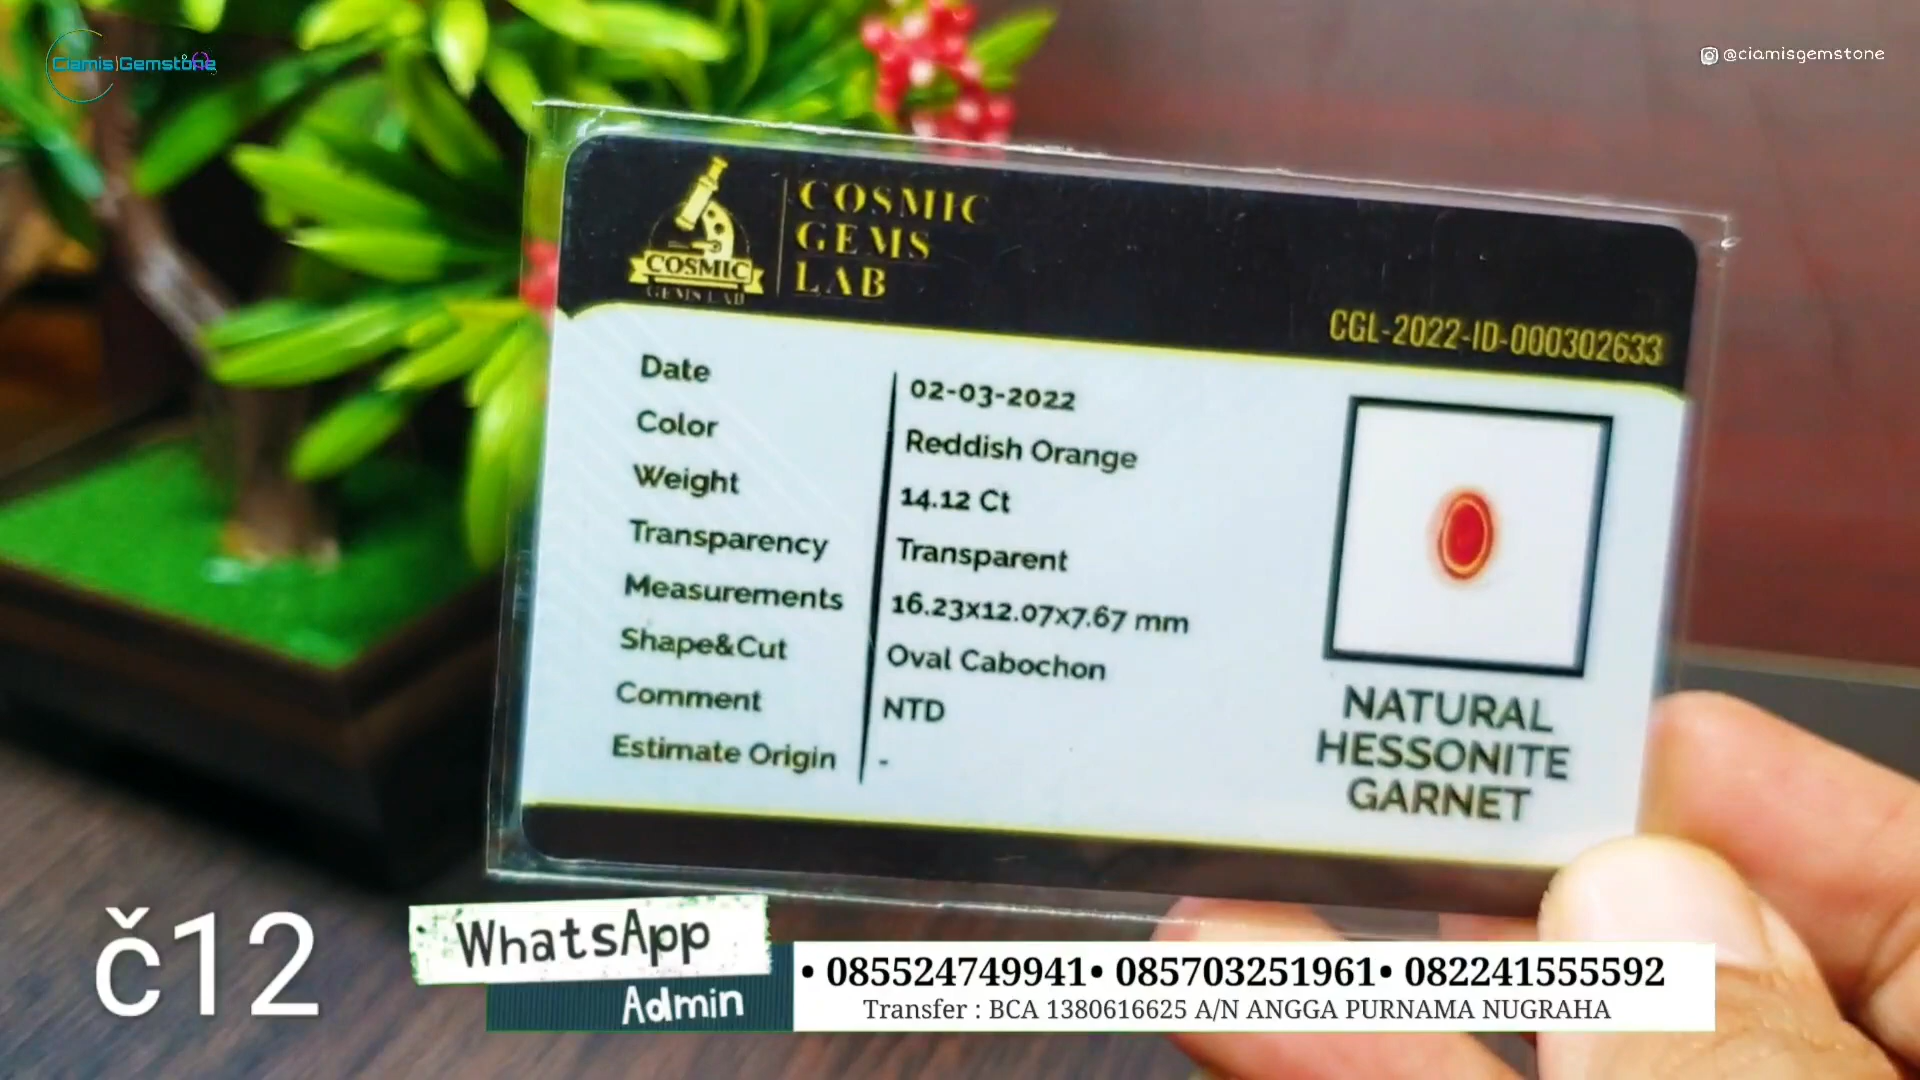 Ciamis Gemstone
@ciamisgemstone
COSMIC
GEMS LAB
COSMIC
GEMS
LAB
CGL-2022-ID-000302633
Date 02-03-2022
Color Reddish Orange
Weight 14.12 Ct
Transparency Transparent
Measurements 16.23x12.07x7.67 mm
Shape&Cut Oval Cabochon
Comment NTD
Estimate Origin -
NATURAL
HESSONITE
GARNET
č12
WhatsApp
Admin
• 085524749941• 085703251961• 082241555592
Transfer : BCA 1380616625 A/N ANGGA PURNAMA NUGRAHA